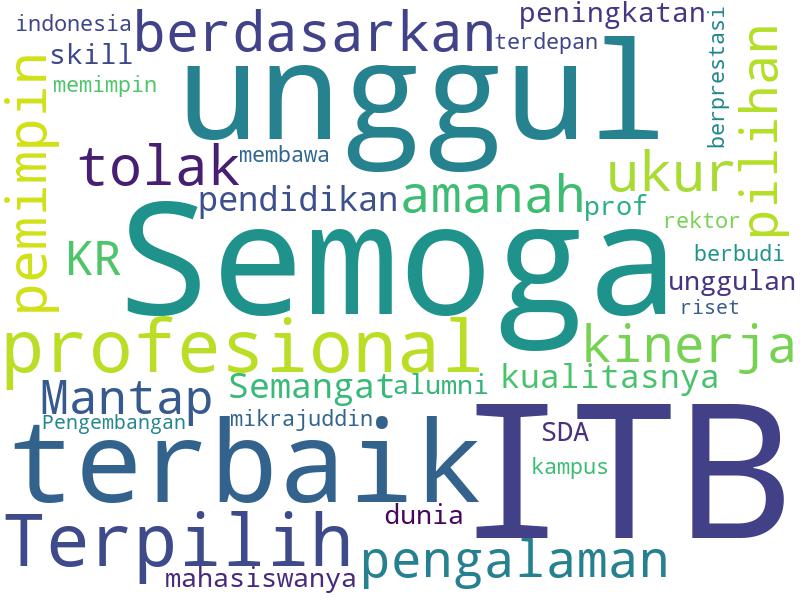 indonesia
berdasarkan
peningkatan
skill
terdepan
memimpin
unggul
berprestasi
pilihan
pemimpin
tolak
membawa
ukur
pendidikan
amanah
prof
rektor
KR
Semoga
berbudi
unggulan
riset
profesional
kinerja
Mantap
Semangat
alumni
kualitasnya
Pengembangan
mikrajuddin
terbaik
ITB
SDA
kampus
Terpilih
dunia
mahasiswanya
pengalaman